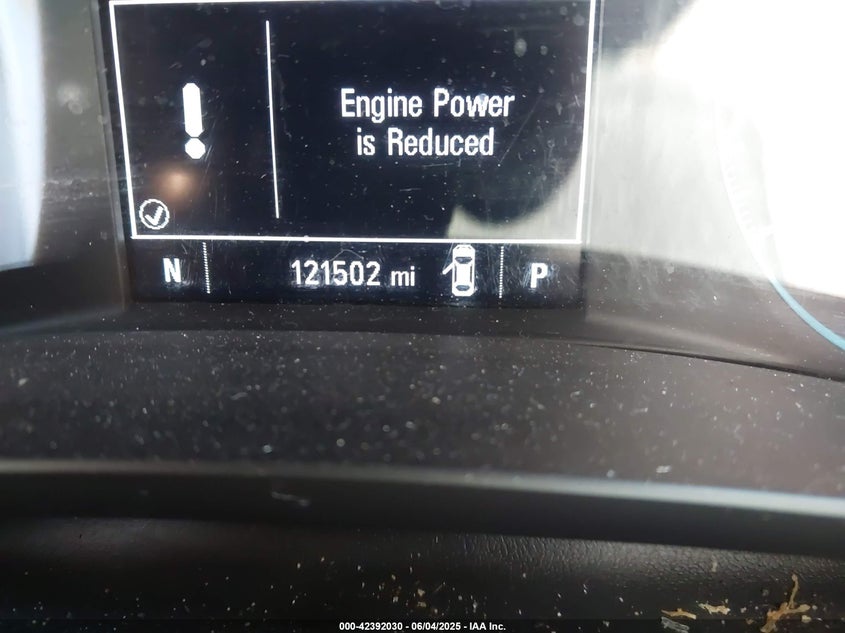 Engine Power
is Reduced
N 121502 mi P
000-42392030 - 06/04/2025 - IAA Inc.